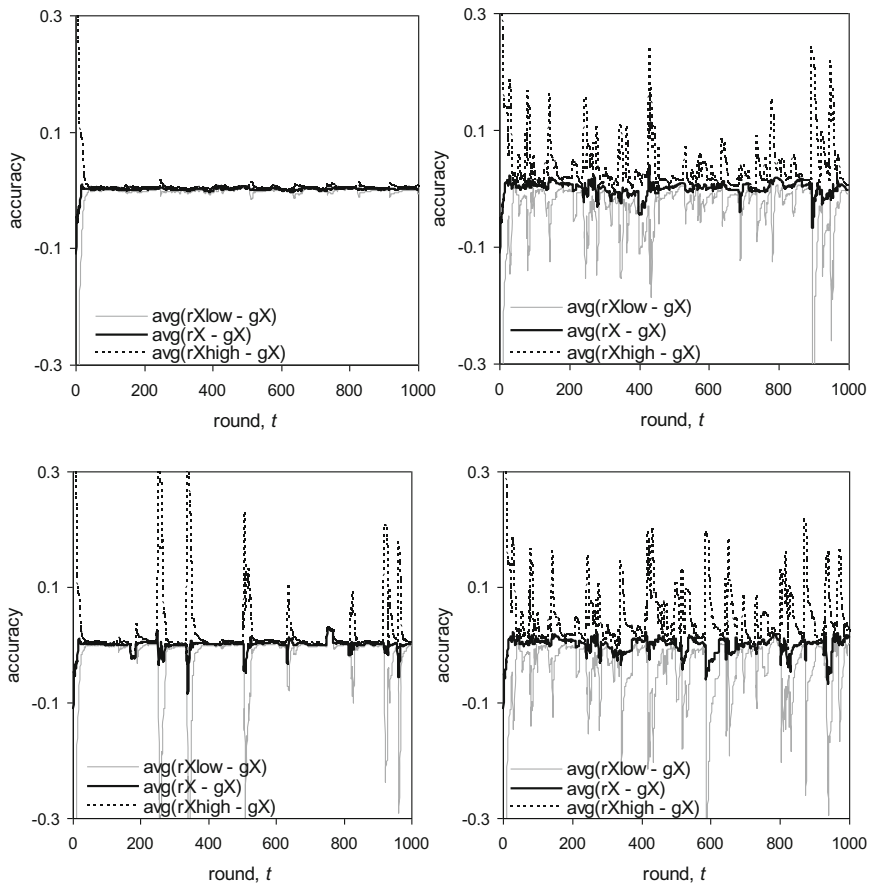 0.3
0.1
-0.1
-0.3
accuracy
avg(rXlow - gX)
avg(rX - gX)
avg(rXhigh - gX)
0 200 400 600 800 1000
round, t
0.3
0.1
-0.1
-0.3
accuracy
avg(rXlow - gX)
avg(rX - gX)
avg(rXhigh - gX)
0 200 400 600 800 1000
round, t
0.3
0.1
-0.1
-0.3
accuracy
avg(rXlow - gX)
avg(rX - gX)
avg(rXhigh - gX)
0 200 400 600 800 1000
round, t
0.3
0.1
-0.1
-0.3
accuracy
avg(rXlow - gX)
avg(rX - gX)
avg(rXhigh - gX)
0 200 400 600 800 1000
round, t